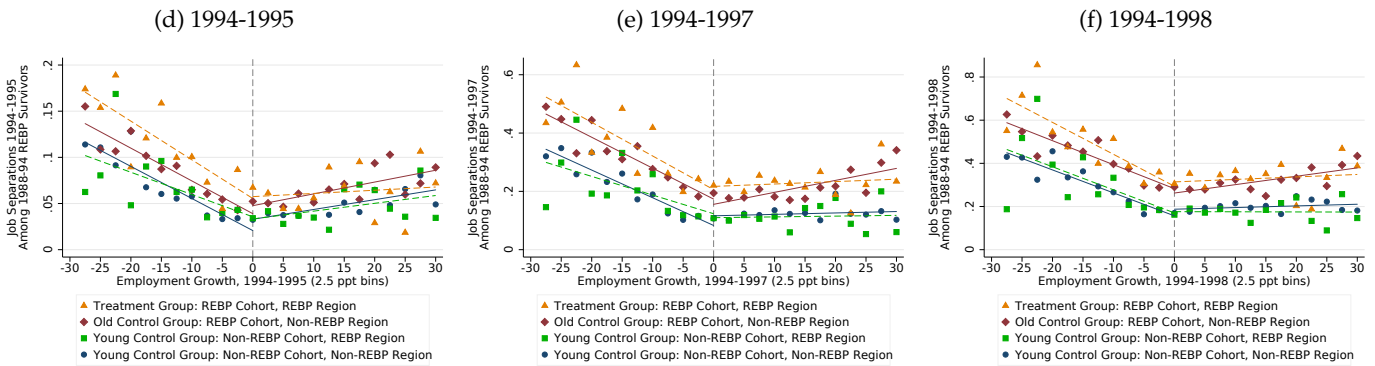 (d) 1994-1995
Job Separations 1994-1995
Among 1988-94 REBP Survivors
.2
.15
.1
.05
0
-30 -25 -20 -15 -10 -5 0 5 10 15 20 25 30
Employment Growth, 1994-1995 (2.5 ppt bins)
Treatment Group: REBP Cohort, REBP Region
Old Control Group: REBP Cohort, Non-REBP Region
Young Control Group: Non-REBP Cohort, REBP Region
Young Control Group: Non-REBP Cohort, Non-REBP Region
(e) 1994-1997
Job Separations 1994-1997
Among 1988-94 REBP Survivors
.6
.4
.2
0
-30 -25 -20 -15 -10 -5 0 5 10 15 20 25 30
Employment Growth, 1994-1997 (2.5 ppt bins)
Treatment Group: REBP Cohort, REBP Region
Old Control Group: REBP Cohort, Non-REBP Region
Young Control Group: Non-REBP Cohort, REBP Region
Young Control Group: Non-REBP Cohort, Non-REBP Region
(f) 1994-1998
Job Separations 1994-1998
Among 1988-94 REBP Survivors
.8
.6
.4
.2
0
-30 -25 -20 -15 -10 -5 0 5 10 15 20 25 30
Employment Growth, 1994-1998 (2.5 ppt bins)
Treatment Group: REBP Cohort, REBP Region
Old Control Group: REBP Cohort, Non-REBP Region
Young Control Group: Non-REBP Cohort, REBP Region
Young Control Group: Non-REBP Cohort, Non-REBP Region